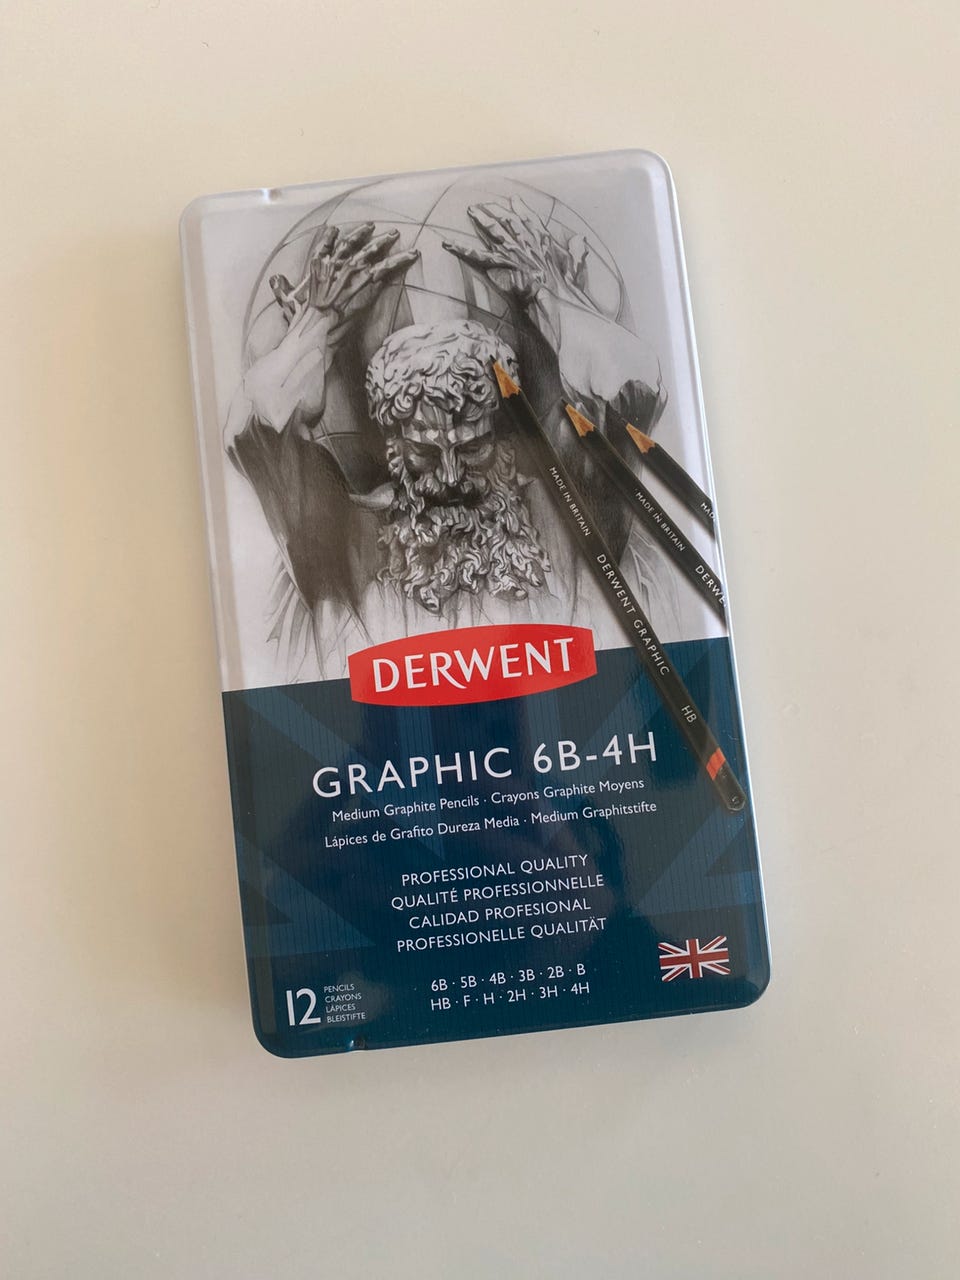 MADE IN BRITAIN DERWENT GRAPHIC HB
MADE IN BRITAIN DERWE
MAD
DERWENT
GRAPHIC 6B-4H
Medium Graphite Pencils · Crayons Graphite Moyens
Lápices de Grafito Dureza Media · Medium Graphitstifte
PROFESSIONAL QUALITY
QUALITÉ PROFESSIONNELLE
CALIDAD PROFESIONAL
PROFESSIONELLE QUALITÄT
6B · 5B · 4B · 3B · 2B · B
HB · F · H · 2H · 3H · 4H
12
PENCILS
CRAYONS
LÁPICES
BLEISTIFTE